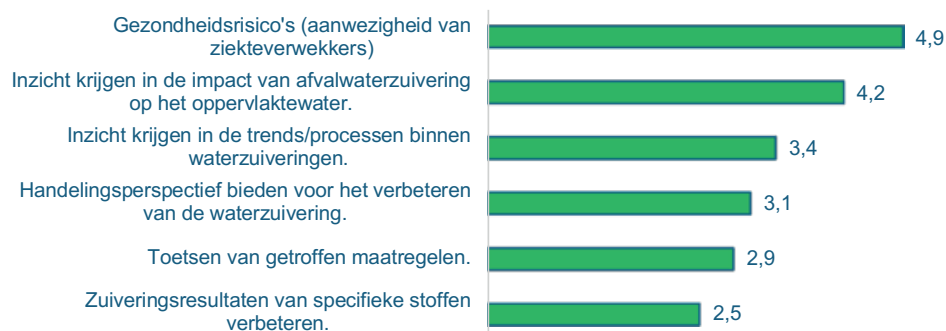 Gezondheidsrisico's (aanwezigheid van
ziekteverwekkers)
4,9
Inzicht krijgen in de impact van afvalwaterzuivering
op het oppervlaktewater.
4,2
Inzicht krijgen in de trends/processen binnen
waterzuiveringen.
3,4
Handelingsperspectief bieden voor het verbeteren
van de waterzuivering.
3,1
Toetsen van getroffen maatregelen.
2,9
Zuiveringsresultaten van specifieke stoffen
verbeteren.
2,5